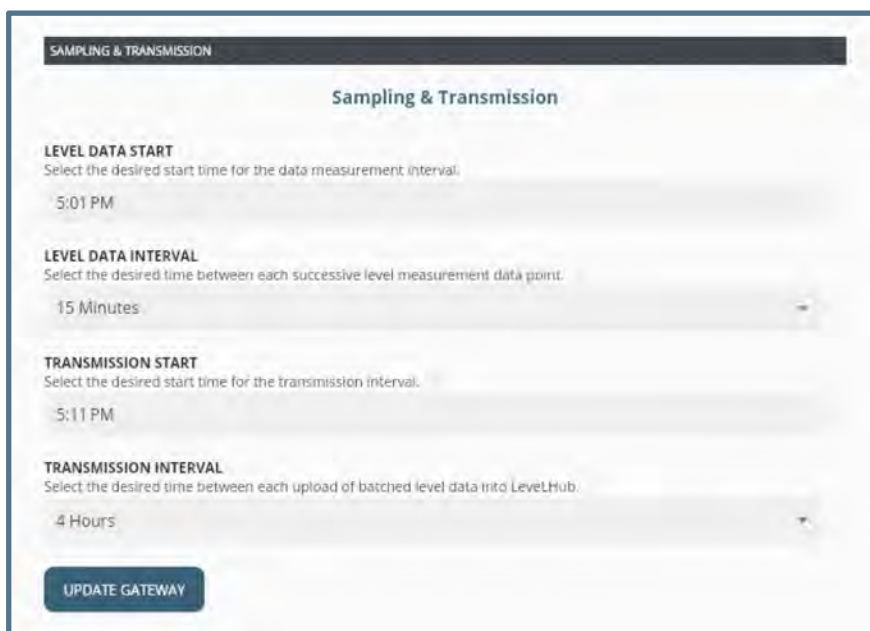 SAMPLING & TRANSMISSION
Sampling & Transmission
LEVEL DATA START
Select the desired start time for the data measurement interval.
5:01 PM
LEVEL DATA INTERVAL
Select the desired time between each successive level measurement data point.
15 Minutes
TRANSMISSION START
Select the desired start time for the transmission interval.
5:11 PM
TRANSMISSION INTERVAL
Select the desired time between each upload of batched level data into LeveLHub.
4 Hours
UPDATE GATEWAY